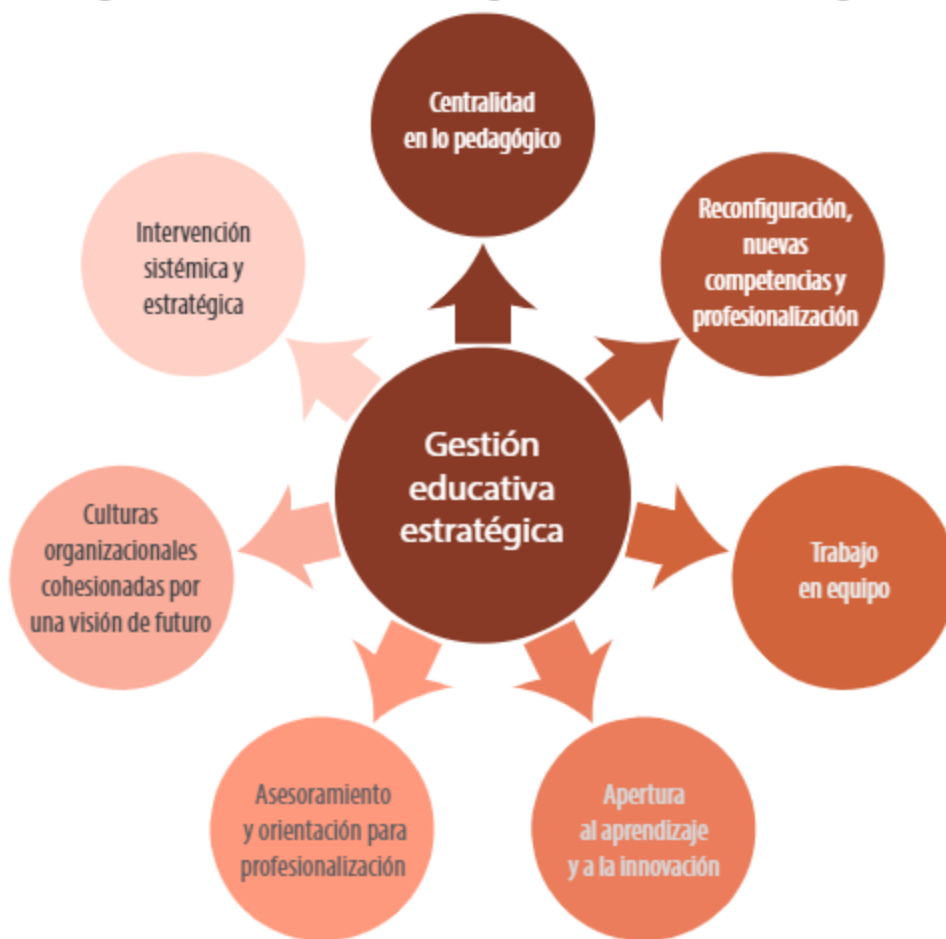 Centralidad
en lo pedagógico
Reconfiguración,
nuevas
competencias y
profesionalización
Trabajo
en equipo
Apertura
al aprendizaje
y a la innovación
Asesoramiento
y orientación para
profesionalización
Culturas
organizacionales
cohesionadas por
una visión de futuro
Intervención
sistémica y
estratégica
Gestión
educativa
estratégica